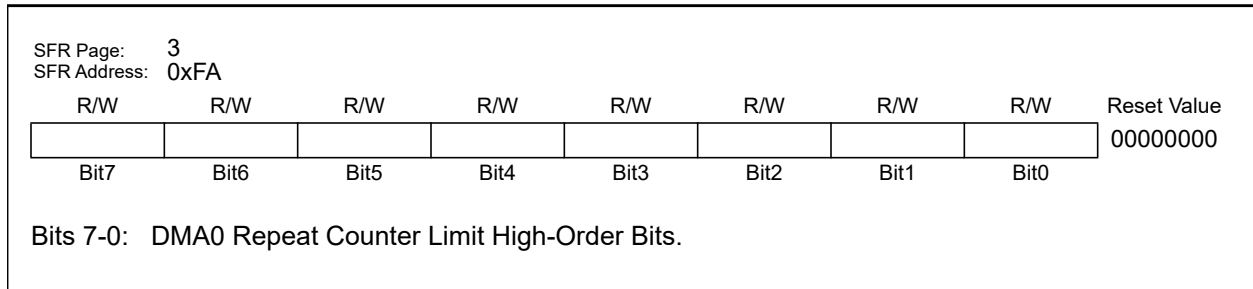 SFR Page: 3
SFR Address: 0xFA
R/W R/W R/W R/W R/W R/W R/W R/W Reset Value
00000000
Bit7 Bit6 Bit5 Bit4 Bit3 Bit2 Bit1 Bit0
Bits 7-0: DMA0 Repeat Counter Limit High-Order Bits.